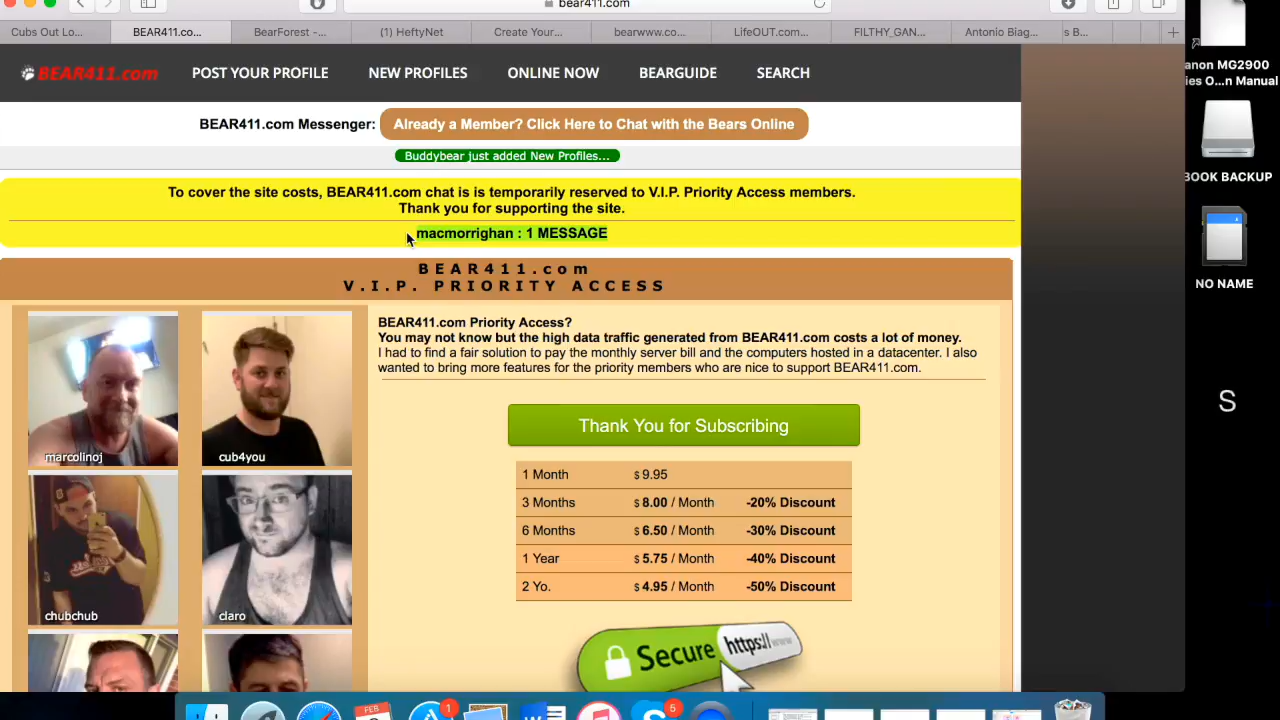 bear411.com
Cubs Out Lo...
BEAR411.co...
BearForest -...
(1) HeftyNet
Create Your...
bearwww.co...
LifeOUT.com...
FILTHY_GAN...
Antonio Biag...
s B...
BEAR411.com
POST YOUR PROFILE
NEW PROFILES
ONLINE NOW
BEARGUIDE
SEARCH
BEAR411.com Messenger:
Already a Member? Click Here to Chat with the Bears Online
Buddybear just added New Profiles...
To cover the site costs, BEAR411.com chat is is temporarily reserved to V.I.P. Priority Access members.
Thank you for supporting the site.
macmorrighan : 1 MESSAGE
BEAR411.com
V.I.P. PRIORITY ACCESS
marcolinoj
cub4you
chubchub
claro
BEAR411.com Priority Access?
You may not know but the high data traffic generated from BEAR411.com costs a lot of money.
I had to find a fair solution to pay the monthly server bill and the computers hosted in a datacenter. I also
wanted to bring more features for the priority members who are nice to support BEAR411.com.
Thank You for Subscribing
1 Month $ 9.95
3 Months $ 8.00 / Month -20% Discount
6 Months $ 6.50 / Month -30% Discount
1 Year $ 5.75 / Month -40% Discount
2 Yo. $ 4.95 / Month -50% Discount
Secure https://www
anon MG2900
ies O...n Manual
BOOK BACKUP
NO NAME
S
FEB
1
5